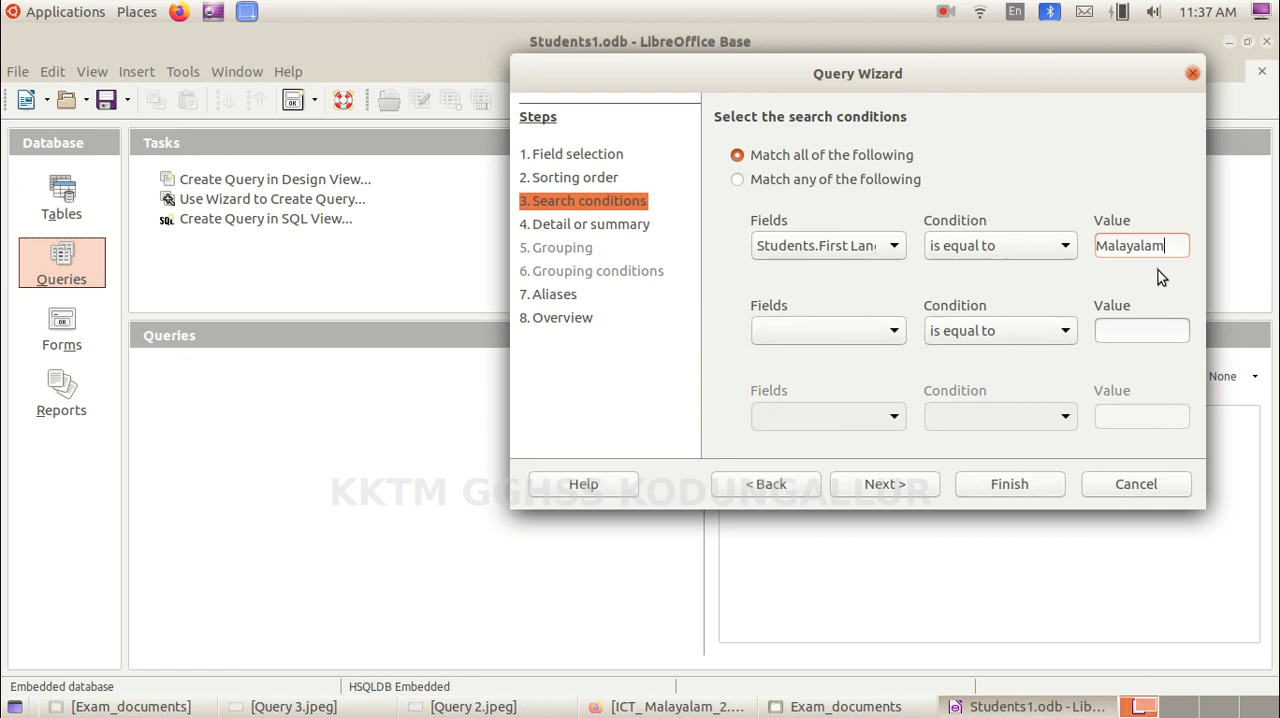 Applications Places En 11:37 AM
Students1.odb - LibreOffice Base
File Edit View Insert Tools Window Help
Database
Tables
Queries
Forms
Reports
Tasks
Create Query in Design View...
Use Wizard to Create Query...
SQL Create Query in SQL View...
Queries
None
Query Wizard
Steps
1. Field selection
2. Sorting order
3. Search conditions
4. Detail or summary
5. Grouping
6. Grouping conditions
7. Aliases
8. Overview
Select the search conditions
Match all of the following
Match any of the following
Fields Condition Value
Students.First Lang is equal to Malayalam
Fields Condition Value
is equal to
Fields Condition Value
Help < Back Next > Finish Cancel
KKTM GGHSS KODUNGALLUR
Embedded database HSQLDB Embedded
[Exam_documents] [Query 3.jpeg] [Query 2.jpeg] [ICT_Malayalam_2.... Exam_documents Students1.odb - Lib...